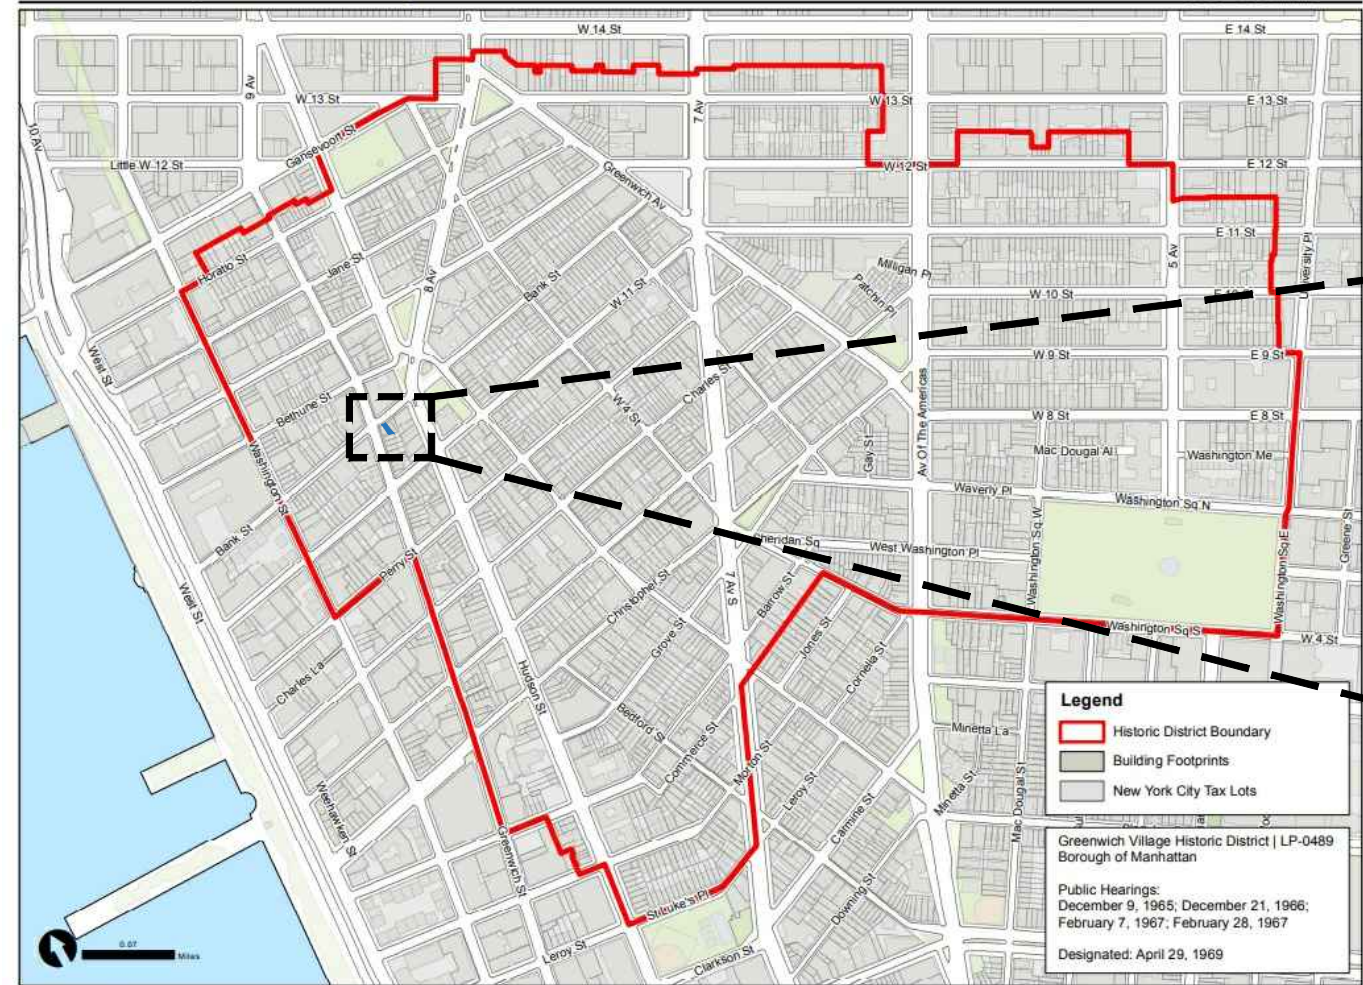 W 14 St
E 14 St
9 Av
10 Av
W 13 St
7 Av
W 13 St
E 13 St
Gansevoort St
Little W 12 St
W 12 St
E 12 St
Greenwich Av
E 11 St
University Pl
5 Av
Horatio St
Jane St
8 Av
Bank St
W 11 St
Milligan Pl
Patchin Pl
W 10 St
West St
W 9 St
E 9 St
Charles St
W 4 St
Av Of The Americas
Bethune St
W 8 St
E 8 St
Gay St
Mac Dougal Al
Washington Me
Washington St
Waverly Pl
Washington Sq N
Washington Sq W
Washington Sq E
Greene St
Bank St
Sheridan Sq
West Washington Pl
Perry St
West St
7 Av S
Barrow St
Christopher St
Grove St
Jones St
Cornelia St
Washington Sq S
W 4 St
Charles La
Hudson St
Bedford St
Commerce St
Morton St
Leroy St
Carmine St
Minetta La
Minetta St
Mac Dougal St
Weehawken St
Greenwich St
St Luke's Pl
Downing St
Leroy St
Clarkson St
0.07
Miles
Legend
Historic District Boundary
Building Footprints
New York City Tax Lots
Greenwich Village Historic District | LP-0489
Borough of Manhattan
Public Hearings:
December 9, 1965; December 21, 1966;
February 7, 1967; February 28, 1967
Designated: April 29, 1969